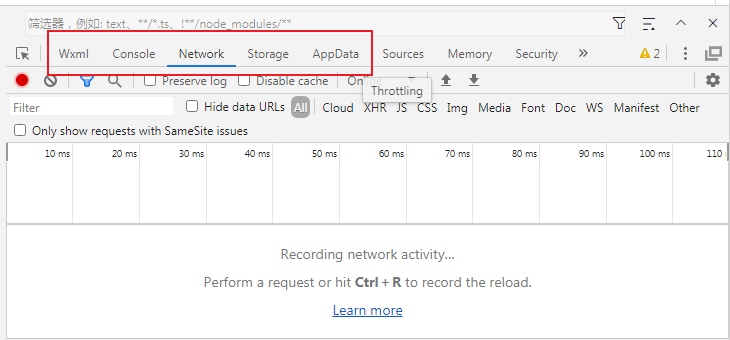 筛选器，例如: text、**/*.ts、!**/node_modules/**
Wxml Console Network Storage AppData Sources Memory Security 2
Preserve log Disable cache Online
Throttling
Filter Hide data URLs All Cloud XHR JS CSS Img Media Font Doc WS Manifest Other
Only show requests with SameSite issues
10 ms 20 ms 30 ms 40 ms 50 ms 60 ms 70 ms 80 ms 90 ms 100 ms 110
Recording network activity...
Perform a request or hit Ctrl + R to record the reload.
Learn more